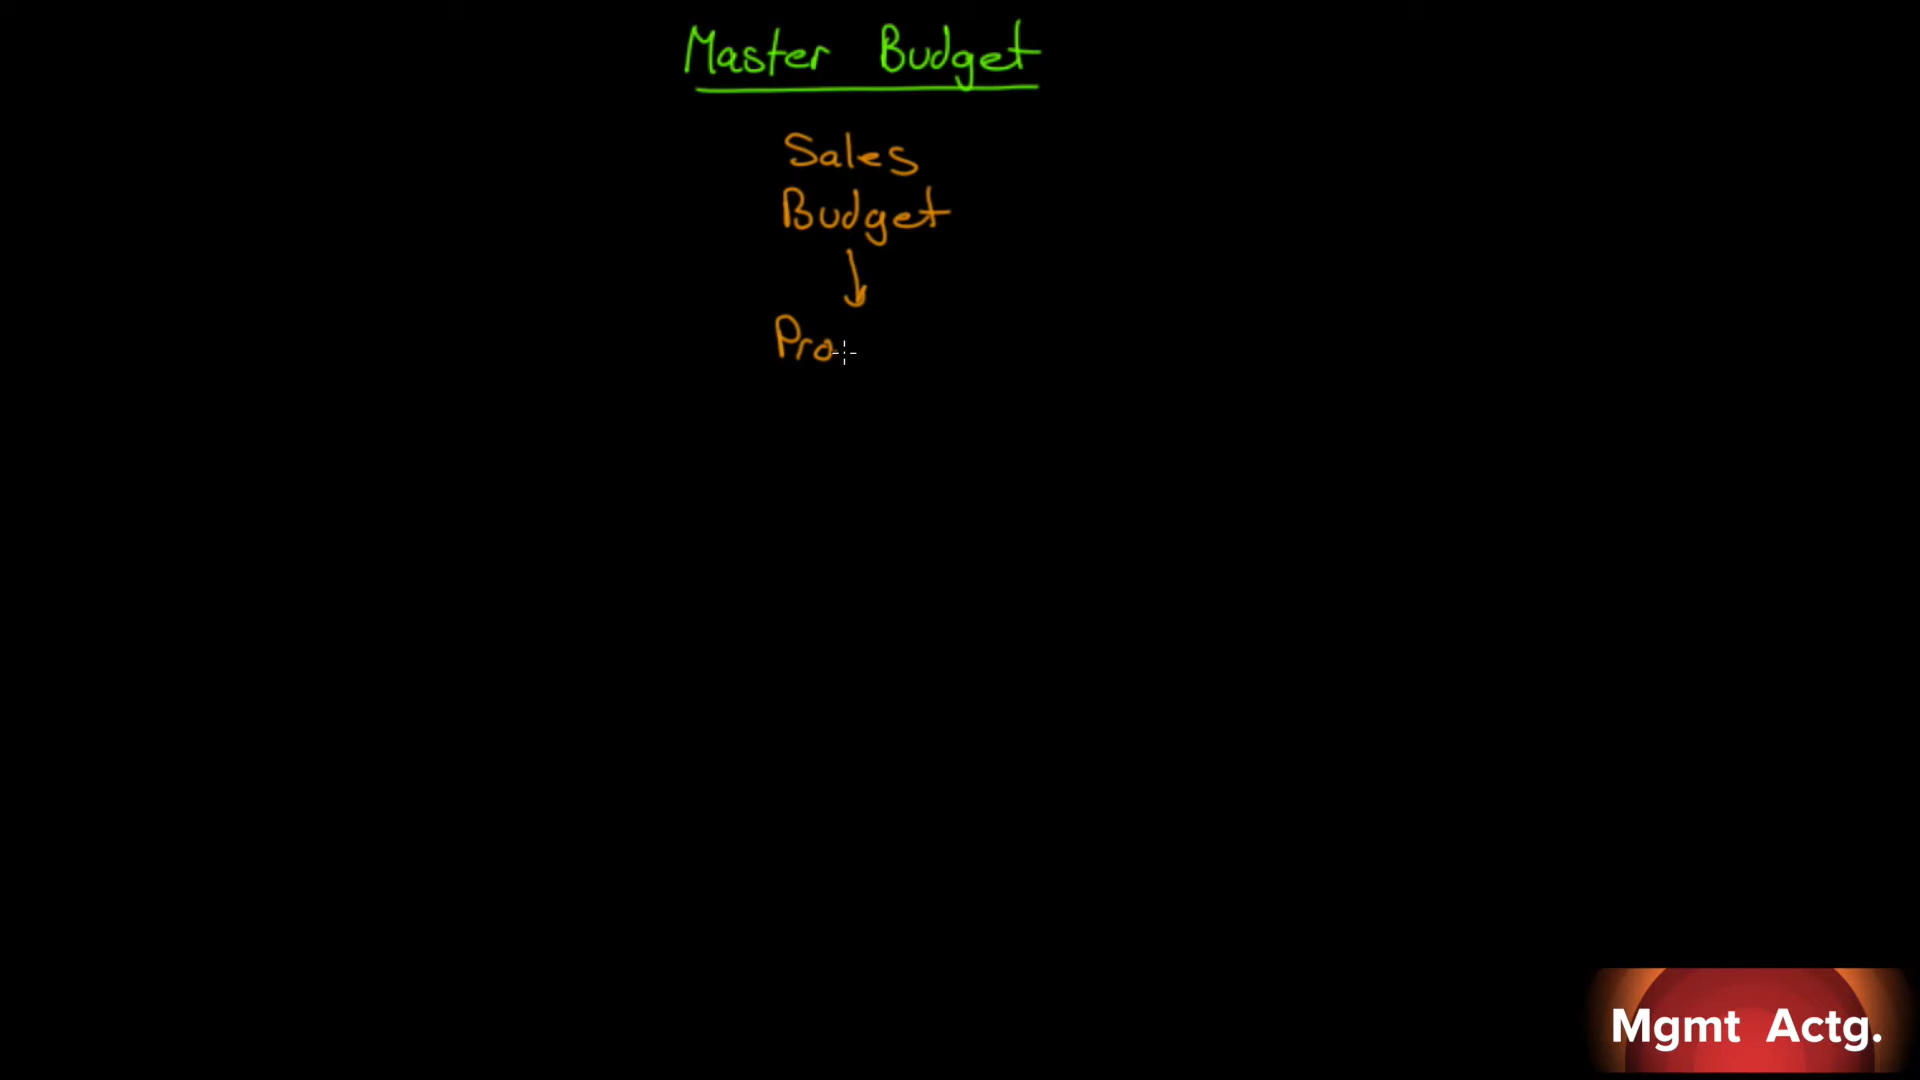 Master Budget
Sales
Budget
Pro
Mgmt Actg.